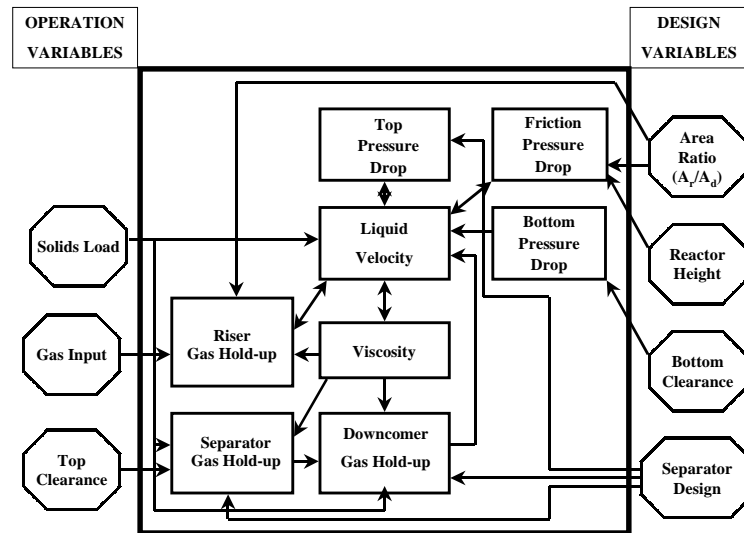 OPERATION
VARIABLES
DESIGN
VARIABLES
Top
Pressure
Drop
Friction
Pressure
Drop
Area
Ratio
(Ar/Ad)
Solids Load
Liquid
Velocity
Bottom
Pressure
Drop
Reactor
Height
Gas Input
Riser
Gas Hold-up
Viscosity
Bottom
Clearance
Top
Clearance
Separator
Gas Hold-up
Downcomer
Gas Hold-up
Separator
Design